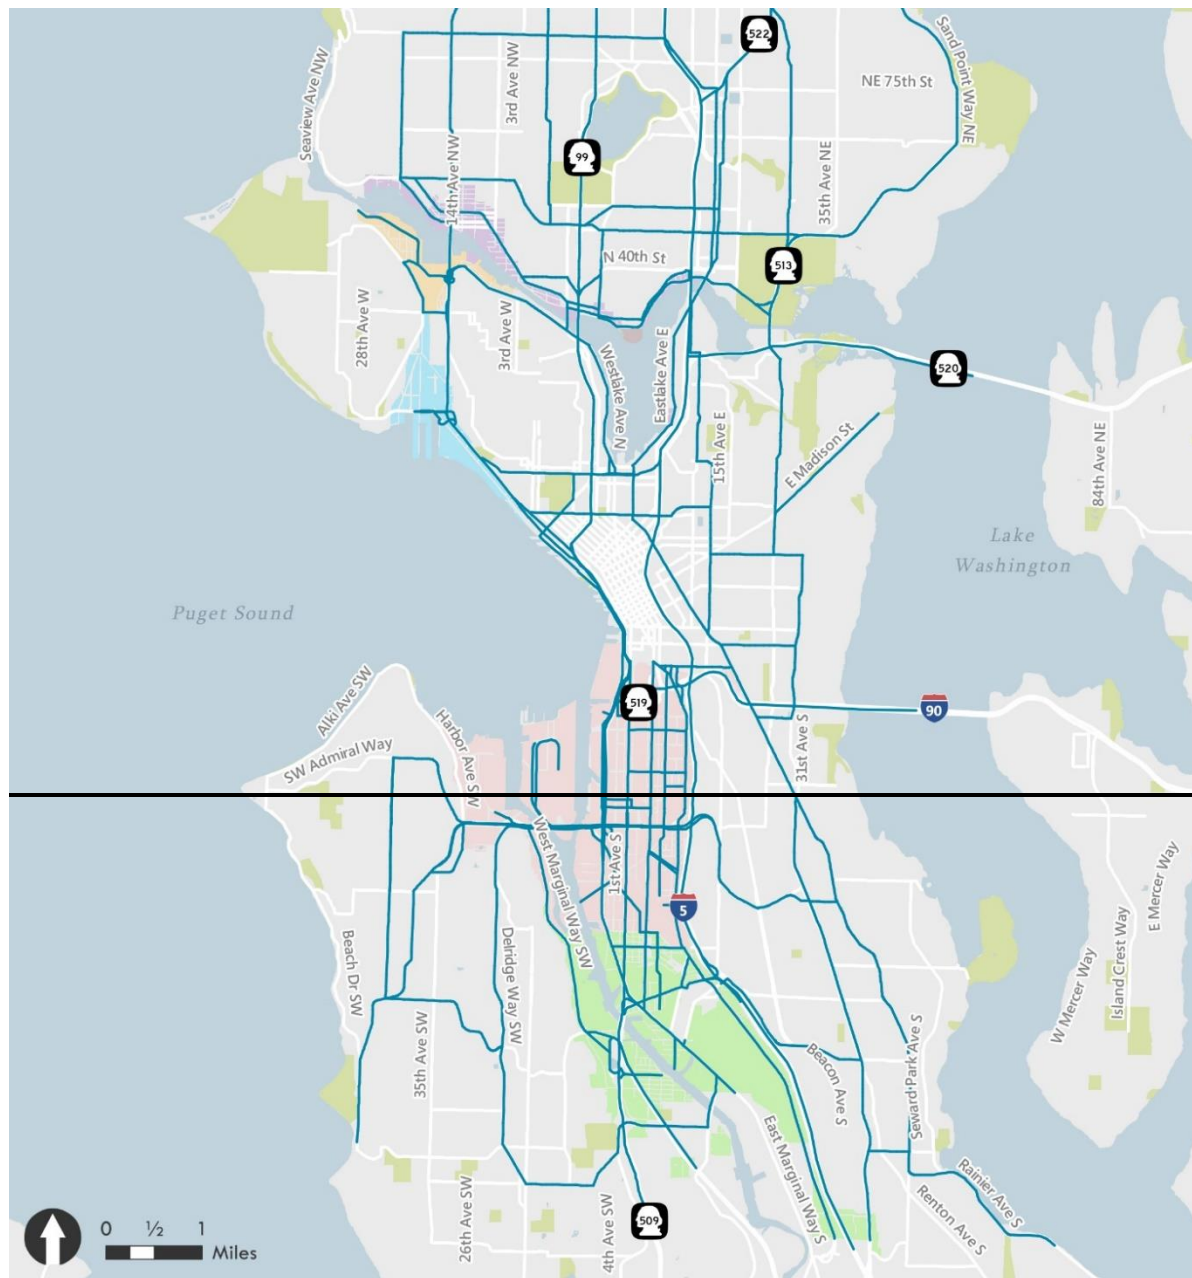 522
Sand Point Way NE
NE 75th St
Seaview Ave NW
3rd Ave NW
99
14th Ave NW
35th Ave NE
513
N 40th St
28th Ave W
3rd Ave W
Westlake Ave N
Eastlake Ave E
520
15th Ave E
E Madison St
84th Ave NE
Lake
Washington
Puget Sound
Alki Ave SW
SW Admiral Way
Harbor Ave SW
519
90
31st Ave S
West Marginal Way SW
1st Ave S
5
E Mercer Way
Island Crest Way
W Mercer Way
Beach Dr SW
Delridge Way SW
35th Ave SW
Beacon Ave S
Seward Park Ave S
East Marginal Way S
Rainier Ave S
Renton Ave S
26th Ave SW
4th Ave SW
509
0 ½ 1
Miles